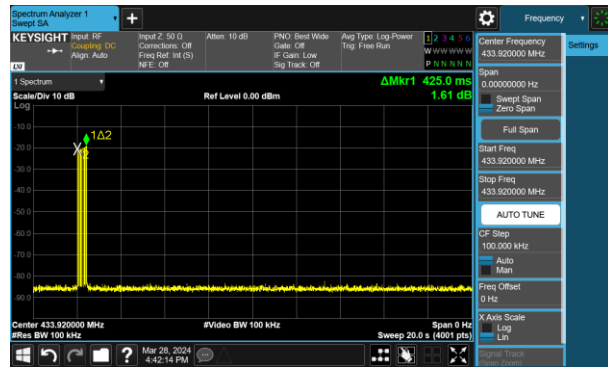 Spectrum Analyzer 1
Swept SA
+
Frequency
KEYSIGHT
Input: RF
Coupling: DC
Align: Auto
Input Z: 50 Ω
Corrections: Off
Freq Ref: Int (S)
NFE: Off
Atten: 10 dB
PNO: Best Wide
Gate: Off
IF Gain: Low
Sig Track: Off
Avg Type: Log-Power
Trig: Free Run
1 2 3 4 5 6
W W W W W W
P N N N N N
LXI
1 Spectrum
ΔMkr1 425.0 ms
1.61 dB
Scale/Div 10 dB
Ref Level 0.00 dBm
Log
-10.0
-20.0
-30.0
-40.0
-50.0
-60.0
-70.0
-80.0
-90.0
X
2
1Δ2
Center 433.920000 MHz
#Video BW 100 kHz
Span 0 Hz
#Res BW 100 kHz
Sweep 20.0 s (4001 pts)
Mar 28, 2024
4:42:14 PM
?
Center Frequency
433.920000 MHz
Settings
Span
0.00000000 Hz
Swept Span
Zero Span
Full Span
Start Freq
433.920000 MHz
Stop Freq
433.920000 MHz
AUTO TUNE
CF Step
100.000 kHz
Auto
Man
Freq Offset
0 Hz
X Axis Scale
Log
Lin
Signal Track
(Span Zoom)